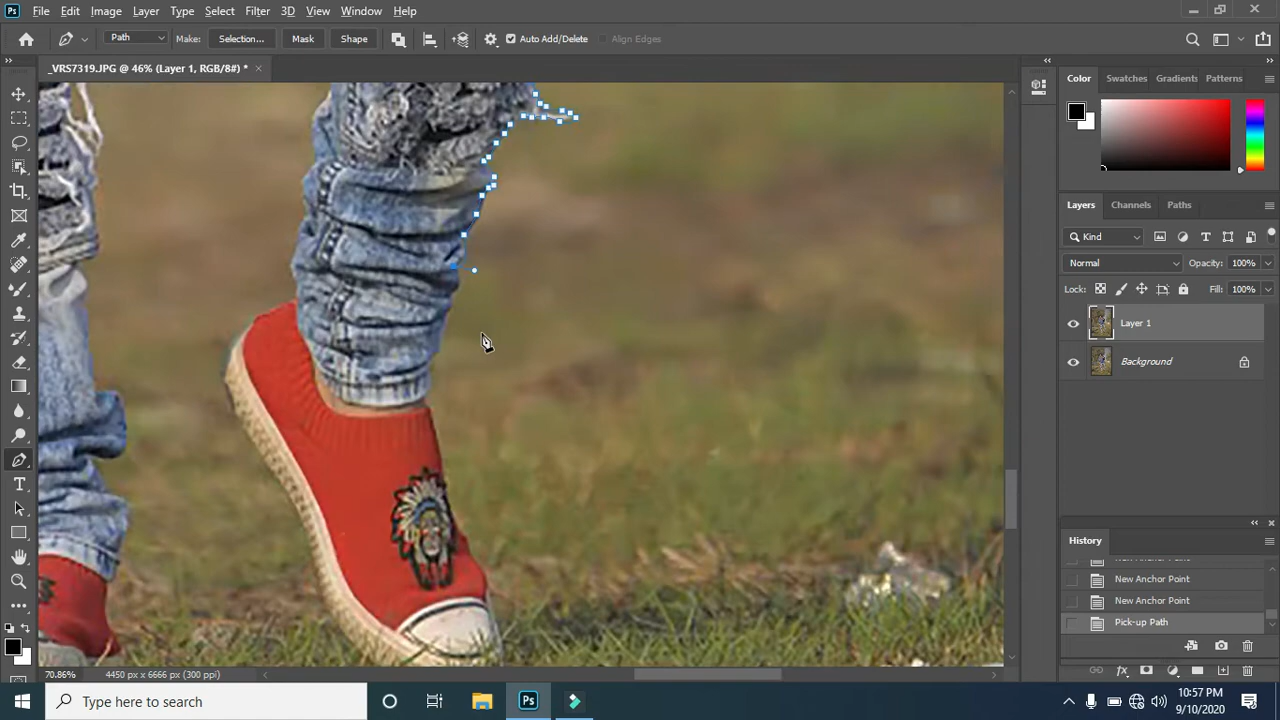 Ps File Edit Image Layer Type Select Filter 3D View Window Help
Path Make: Selection... Mask Shape Auto Add/Delete Align Edges
_VRS7319.JPG @ 46% (Layer 1, RGB/8#) * ×
Color Swatches Gradients Patterns
Layers Channels Paths
Kind
Normal Opacity: 100%
Lock: Fill: 100%
Layer 1
Background
History
New Anchor Point
New Anchor Point
Pick-up Path
70.86% 4450 px x 6666 px (300 ppi)
Type here to search Ps 10:57 PM
9/10/2020